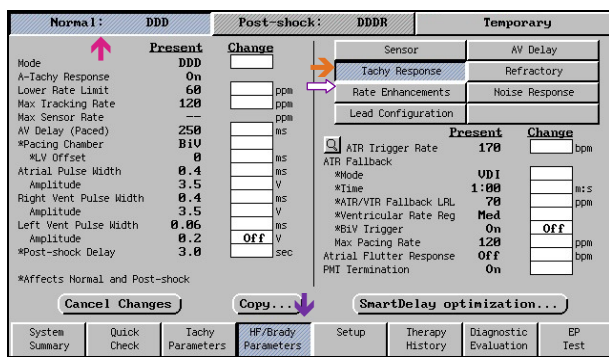 Normal: DDD Post-shock: DDDR Temporary
Present Change
Mode DDD
A-Tachy Response On
Lower Rate Limit 60 ppm
Max Tracking Rate 120 ppm
Max Sensor Rate -- ppm
AV Delay (Paced) 250 ms
*Pacing Chamber BiV
*LV Offset 0 ms
Atrial Pulse Width 0.4 ms
Amplitude 3.5 V
Right Vent Pulse Width 0.4 ms
Amplitude 3.5 V
Left Vent Pulse Width 0.06 ms
Amplitude 0.2 Off V
*Post-shock Delay 3.0 sec
*Affects Normal and Post-shock
Sensor AV Delay
Tachy Response Refractory
Rate Enhancements Noise Response
Lead Configuration
Present Change
AIR Trigger Rate 170 bpm
AIR Fallback
*Mode VDI
*Time 1:00 m:s
*AIR/VIR Fallback LRL 70 ppm
*Ventricular Rate Reg Med
*BiV Trigger On Off
Max Pacing Rate 120 ppm
Atrial Flutter Response Off bpm
PMT Termination On
Cancel Changes Copy... SmartDelay optimization...
System Summary
Quick Check
Tachy Parameters
HF/Brady Parameters
Setup
Therapy History
Diagnostic Evaluation
EP Test